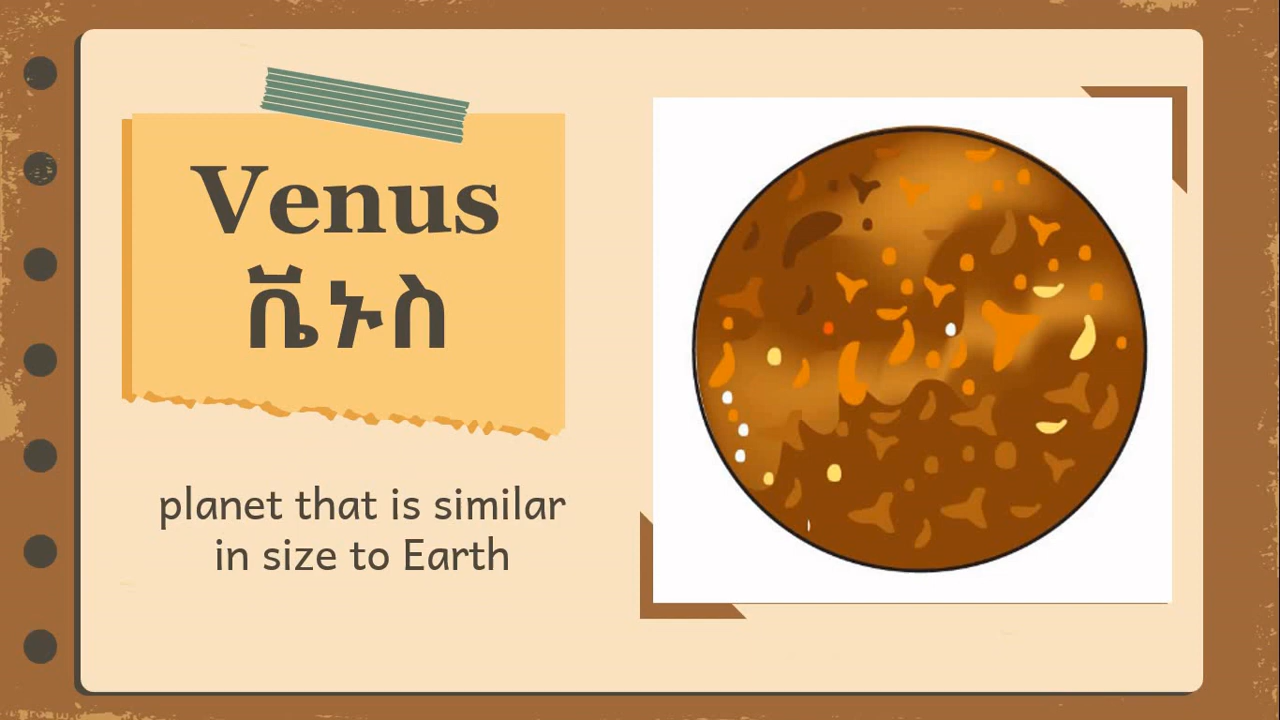 Venus
ቬኑስ
planet that is similar
in size to Earth